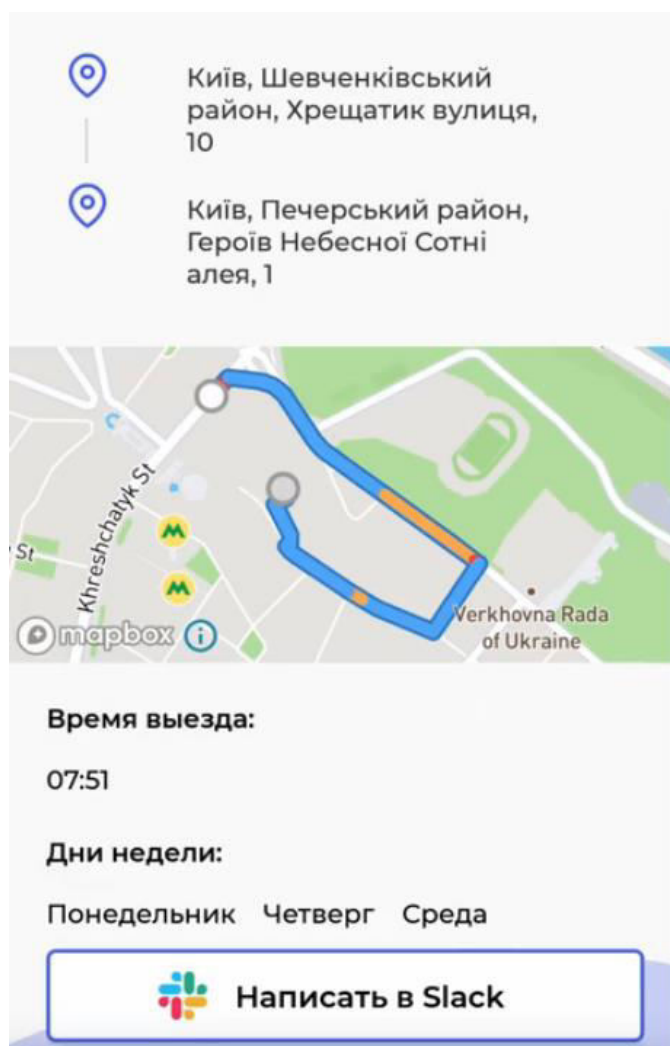 Київ, Шевченківський
район, Хрещатик вулиця,
10
Київ, Печерський район,
Героїв Небесної Сотні
алея, 1
Khreshchatyk St
St
mapbox
Verkhovna Rada
of Ukraine
Время выезда:
07:51
Дни недели:
Понедельник Четверг Среда
Написать в Slack